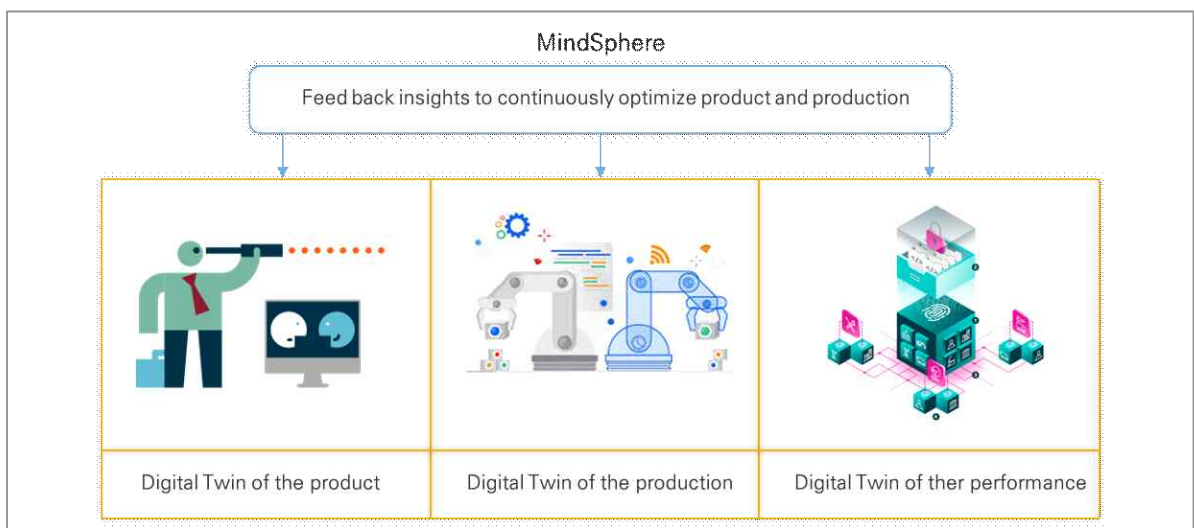 MindSphere
Feed back insights to continuously optimize product and production
Digital Twin of the product
Digital Twin of the production
Digital Twin of ther performance